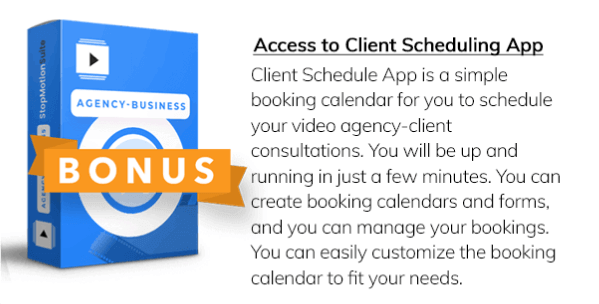 StopMotionSuite
AGENCY-BUSINESS
BONUS
Access to Client Scheduling App
Client Schedule App is a simple
booking calendar for you to schedule
your video agency-client
consultations. You will be up and
running in just a few minutes. You can
create booking calendars and forms,
and you can manage your bookings.
You can easily customize the booking
calendar to fit your needs.